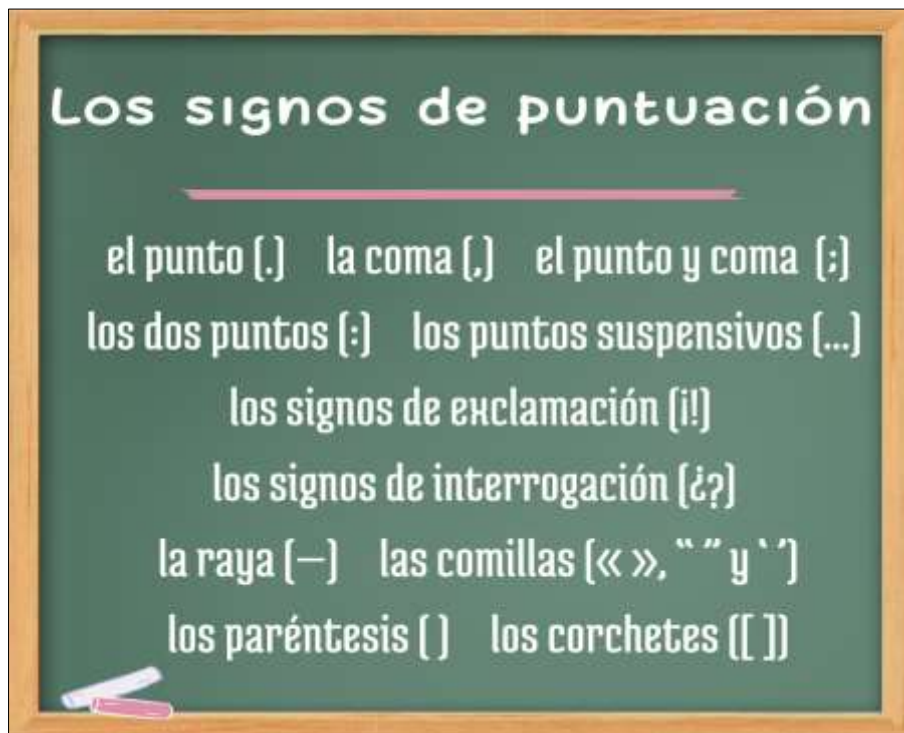 Los signos de puntuación
el punto (.) la coma (,) el punto y coma (;)
los dos puntos (:) los puntos suspensivos (...)
los signos de exclamación (¡!)
los signos de interrogación (¿?)
la raya (—) las comillas (« », “ ” y ‘ ’)
los paréntesis ( ) los corchetes ([ ])